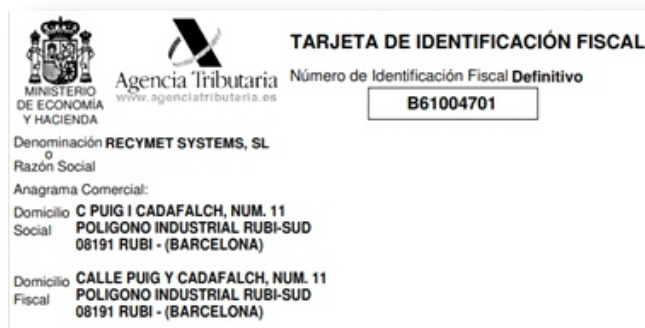 MINISTERIO
DE ECONOMÍA
Y HACIENDA
Agencia Tributaria
www.agenciatributaria.es
TARJETA DE IDENTIFICACIÓN FISCAL
Número de Identificación Fiscal Definitivo
B61004701
Denominación RECYMET SYSTEMS, SL
o
Razón Social
Anagrama Comercial:
Domicilio C PUIG I CADAFALCH, NUM. 11
Social POLIGONO INDUSTRIAL RUBI-SUD
08191 RUBI - (BARCELONA)
Domicilio CALLE PUIG Y CADAFALCH, NUM. 11
Fiscal POLIGONO INDUSTRIAL RUBI-SUD
08191 RUBI - (BARCELONA)